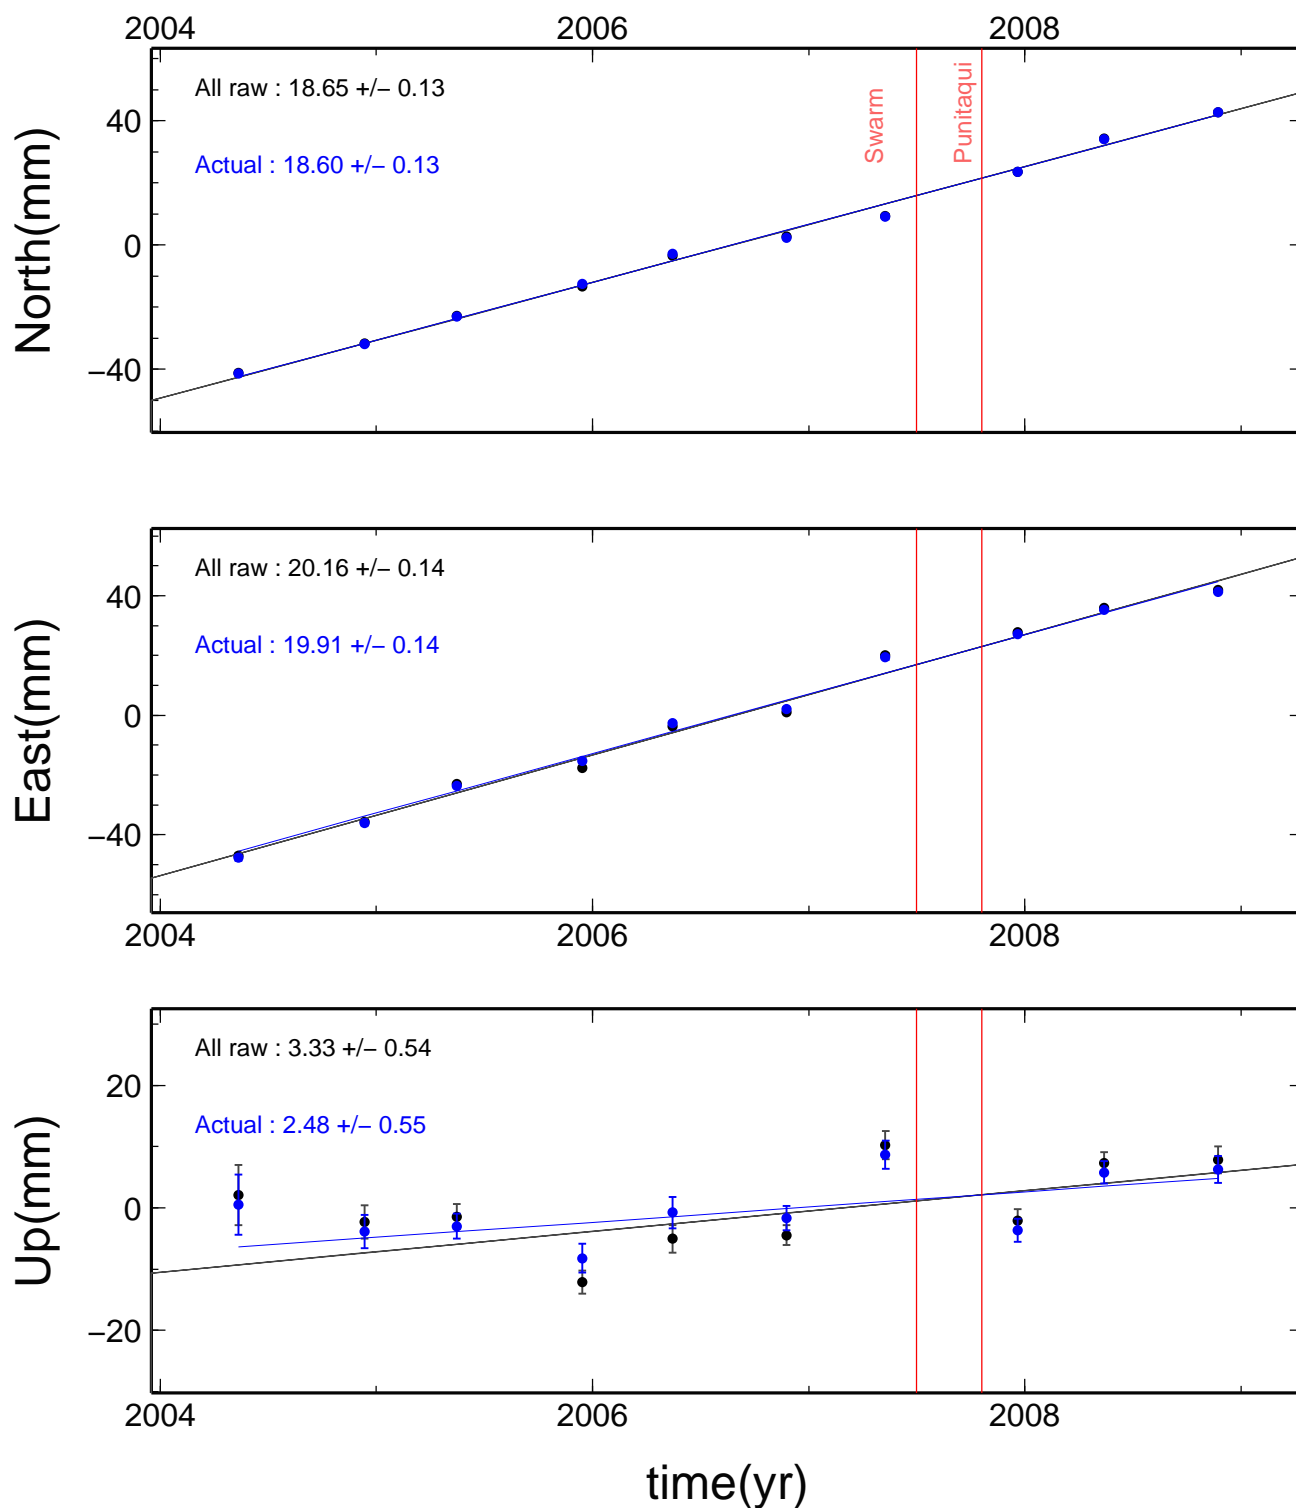 2004 2006 2008
All raw : 18.65 +/− 0.13
Actual : 18.60 +/− 0.13
Swarm
Punitaqui
North(mm)
40
0
−40
All raw : 20.16 +/− 0.14
Actual : 19.91 +/− 0.14
East(mm)
40
0
−40
2004 2006 2008
All raw : 3.33 +/− 0.54
Actual : 2.48 +/− 0.55
Up(mm)
20
0
−20
2004 2006 2008
time(yr)